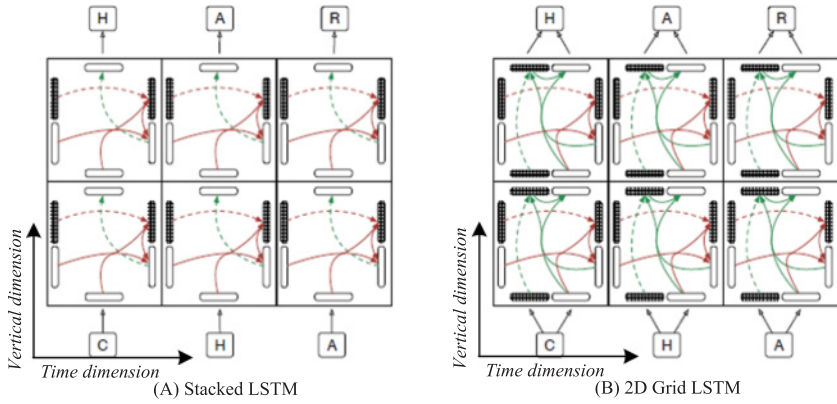 H A R
H A R
Vertical dimension
C H A
Time dimension
(A) Stacked LSTM
Vertical dimension
C H A
Time dimension
(B) 2D Grid LSTM